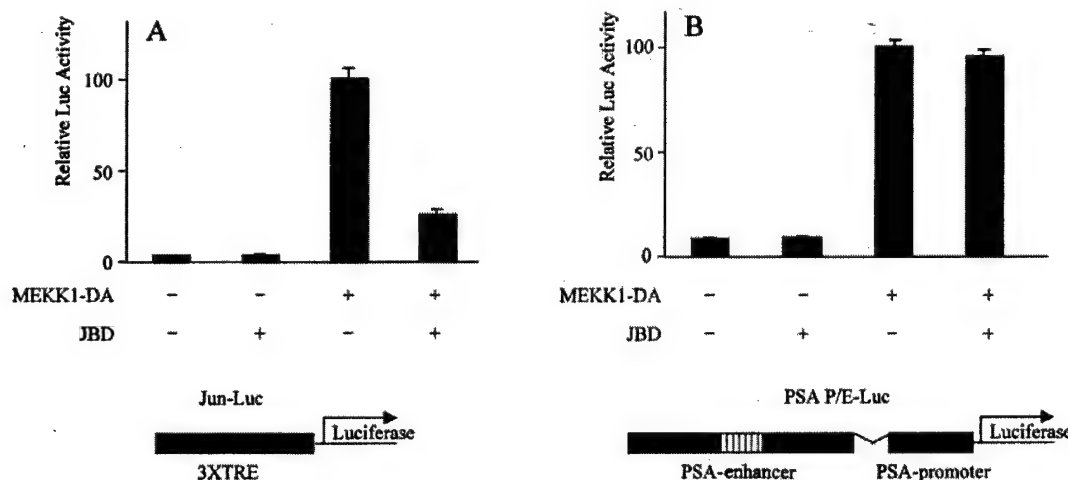 A
Relative Luc Activity
100
50
0
MEKK1-DA - - + +
JBD - + - +
Jun-Luc
Luciferase
3XTRE
B
Relative Luc Activity
100
50
0
MEKK1-DA - - + +
JBD - + - +
PSA P/E-Luc
Luciferase
PSA-enhancer PSA-promoter